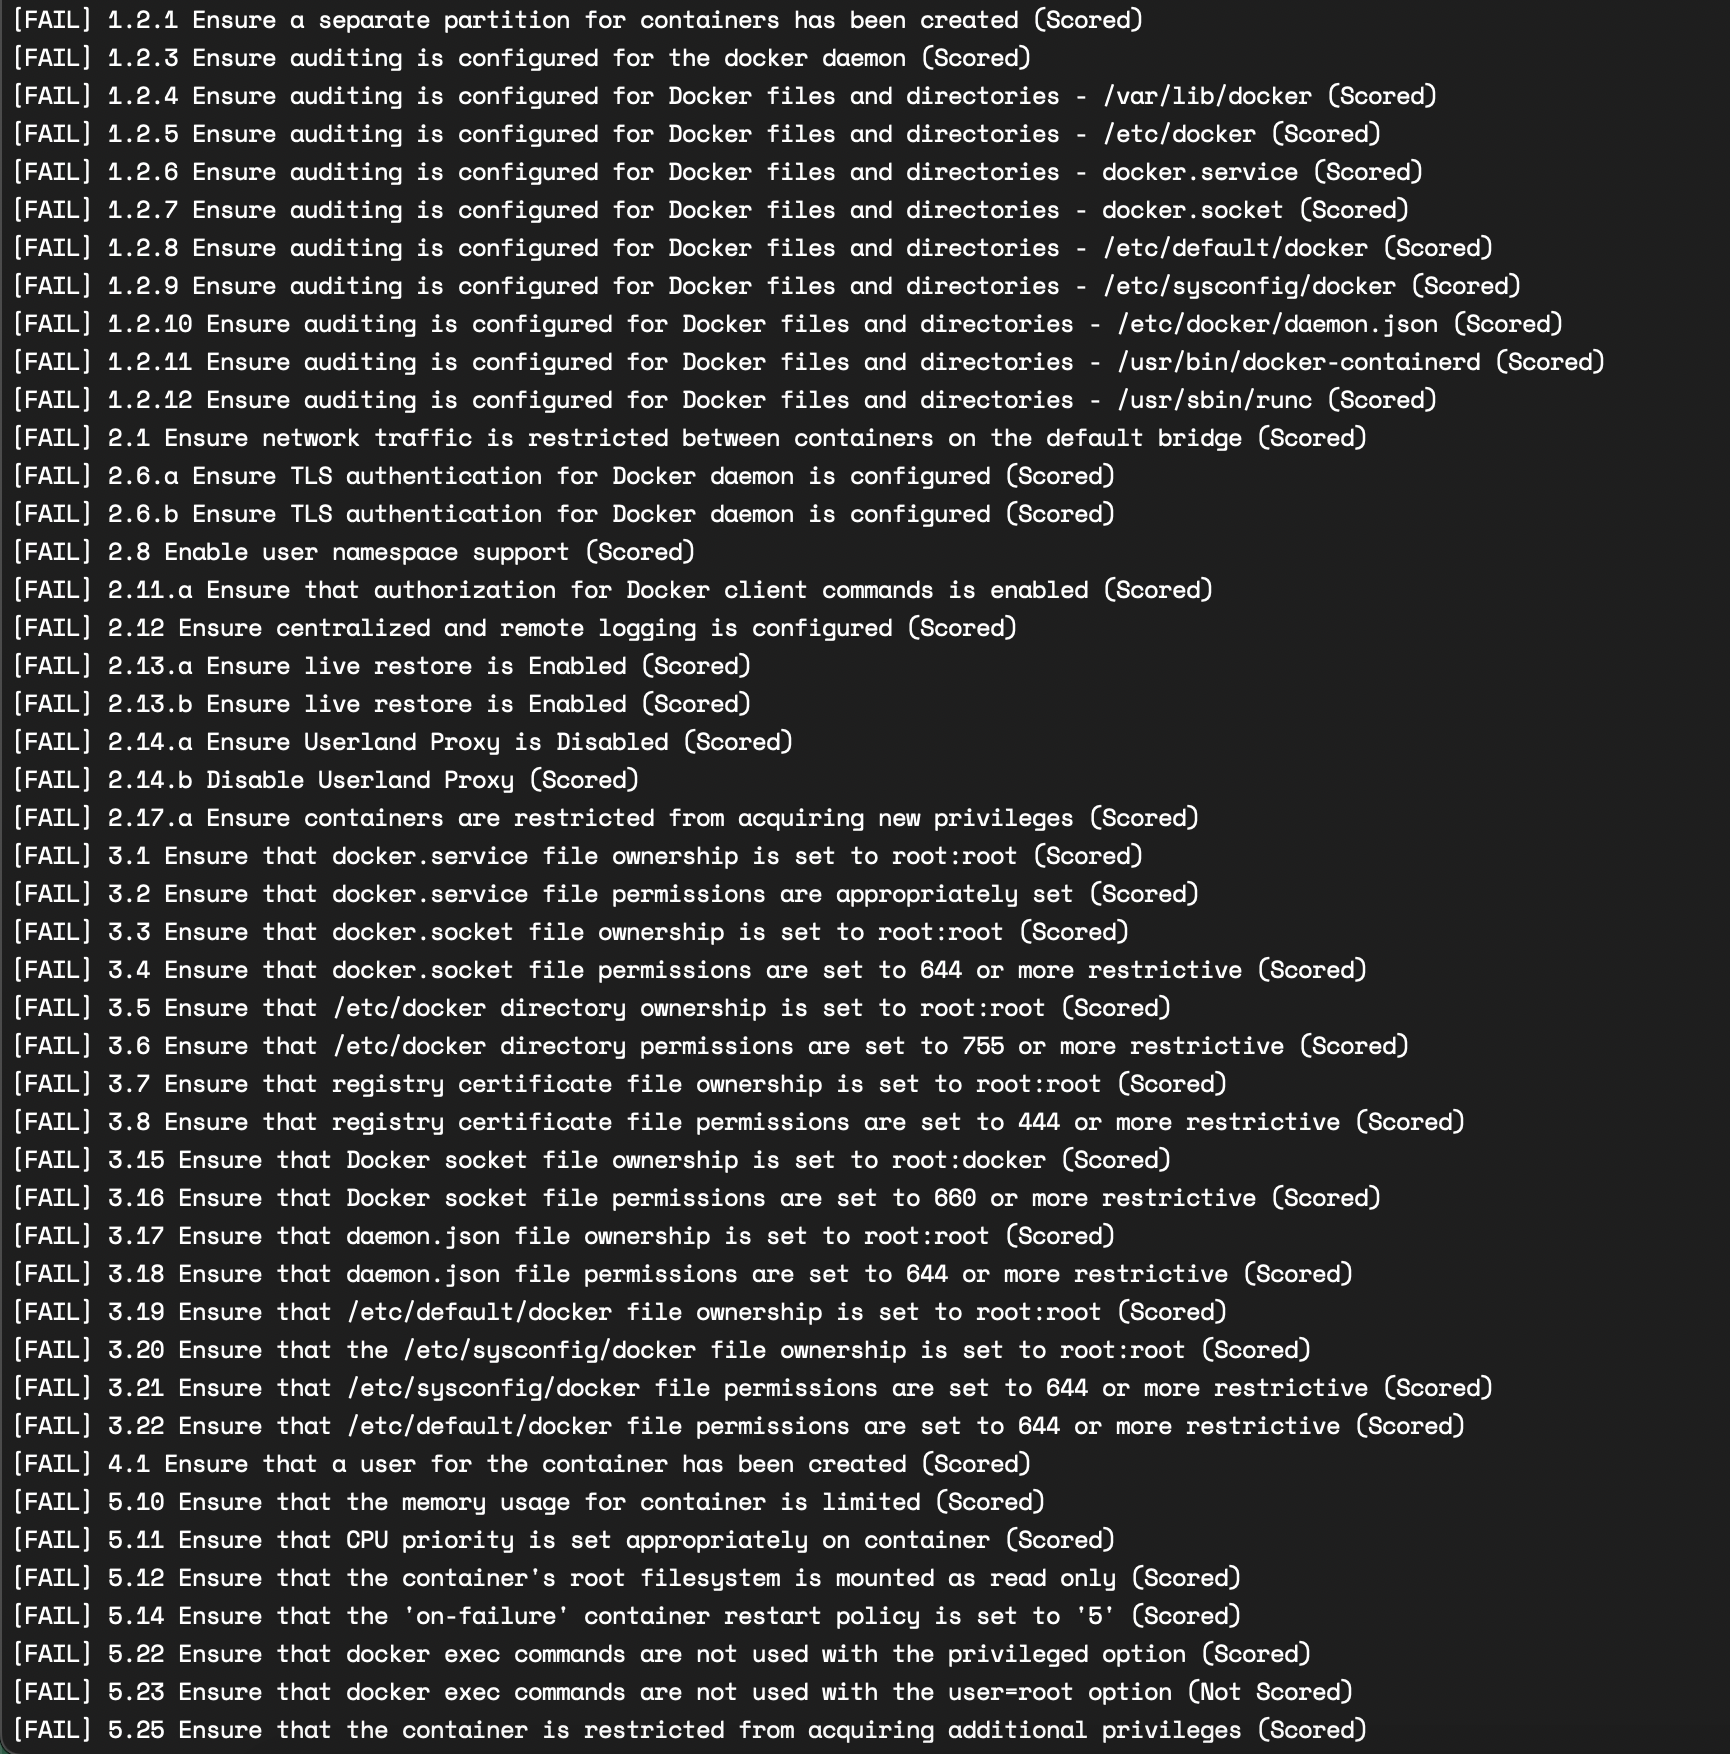 [FAIL] 1.2.1 Ensure a separate partition for containers has been created (Scored)
[FAIL] 1.2.3 Ensure auditing is configured for the docker daemon (Scored)
[FAIL] 1.2.4 Ensure auditing is configured for Docker files and directories - /var/lib/docker (Scored)
[FAIL] 1.2.5 Ensure auditing is configured for Docker files and directories - /etc/docker (Scored)
[FAIL] 1.2.6 Ensure auditing is configured for Docker files and directories - docker.service (Scored)
[FAIL] 1.2.7 Ensure auditing is configured for Docker files and directories - docker.socket (Scored)
[FAIL] 1.2.8 Ensure auditing is configured for Docker files and directories - /etc/default/docker (Scored)
[FAIL] 1.2.9 Ensure auditing is configured for Docker files and directories - /etc/sysconfig/docker (Scored)
[FAIL] 1.2.10 Ensure auditing is configured for Docker files and directories - /etc/docker/daemon.json (Scored)
[FAIL] 1.2.11 Ensure auditing is configured for Docker files and directories - /usr/bin/docker-containerd (Scored)
[FAIL] 1.2.12 Ensure auditing is configured for Docker files and directories - /usr/sbin/runc (Scored)
[FAIL] 2.1 Ensure network traffic is restricted between containers on the default bridge (Scored)
[FAIL] 2.6.a Ensure TLS authentication for Docker daemon is configured (Scored)
[FAIL] 2.6.b Ensure TLS authentication for Docker daemon is configured (Scored)
[FAIL] 2.8 Enable user namespace support (Scored)
[FAIL] 2.11.a Ensure that authorization for Docker client commands is enabled (Scored)
[FAIL] 2.12 Ensure centralized and remote logging is configured (Scored)
[FAIL] 2.13.a Ensure live restore is Enabled (Scored)
[FAIL] 2.13.b Ensure live restore is Enabled (Scored)
[FAIL] 2.14.a Ensure Userland Proxy is Disabled (Scored)
[FAIL] 2.14.b Disable Userland Proxy (Scored)
[FAIL] 2.17.a Ensure containers are restricted from acquiring new privileges (Scored)
[FAIL] 3.1 Ensure that docker.service file ownership is set to root:root (Scored)
[FAIL] 3.2 Ensure that docker.service file permissions are appropriately set (Scored)
[FAIL] 3.3 Ensure that docker.socket file ownership is set to root:root (Scored)
[FAIL] 3.4 Ensure that docker.socket file permissions are set to 644 or more restrictive (Scored)
[FAIL] 3.5 Ensure that /etc/docker directory ownership is set to root:root (Scored)
[FAIL] 3.6 Ensure that /etc/docker directory permissions are set to 755 or more restrictive (Scored)
[FAIL] 3.7 Ensure that registry certificate file ownership is set to root:root (Scored)
[FAIL] 3.8 Ensure that registry certificate file permissions are set to 444 or more restrictive (Scored)
[FAIL] 3.15 Ensure that Docker socket file ownership is set to root:docker (Scored)
[FAIL] 3.16 Ensure that Docker socket file permissions are set to 660 or more restrictive (Scored)
[FAIL] 3.17 Ensure that daemon.json file ownership is set to root:root (Scored)
[FAIL] 3.18 Ensure that daemon.json file permissions are set to 644 or more restrictive (Scored)
[FAIL] 3.19 Ensure that /etc/default/docker file ownership is set to root:root (Scored)
[FAIL] 3.20 Ensure that the /etc/sysconfig/docker file ownership is set to root:root (Scored)
[FAIL] 3.21 Ensure that /etc/sysconfig/docker file permissions are set to 644 or more restrictive (Scored)
[FAIL] 3.22 Ensure that /etc/default/docker file permissions are set to 644 or more restrictive (Scored)
[FAIL] 4.1 Ensure that a user for the container has been created (Scored)
[FAIL] 5.10 Ensure that the memory usage for container is limited (Scored)
[FAIL] 5.11 Ensure that CPU priority is set appropriately on container (Scored)
[FAIL] 5.12 Ensure that the container's root filesystem is mounted as read only (Scored)
[FAIL] 5.14 Ensure that the 'on-failure' container restart policy is set to '5' (Scored)
[FAIL] 5.22 Ensure that docker exec commands are not used with the privileged option (Scored)
[FAIL] 5.23 Ensure that docker exec commands are not used with the user=root option (Not Scored)
[FAIL] 5.25 Ensure that the container is restricted from acquiring additional privileges (Scored)